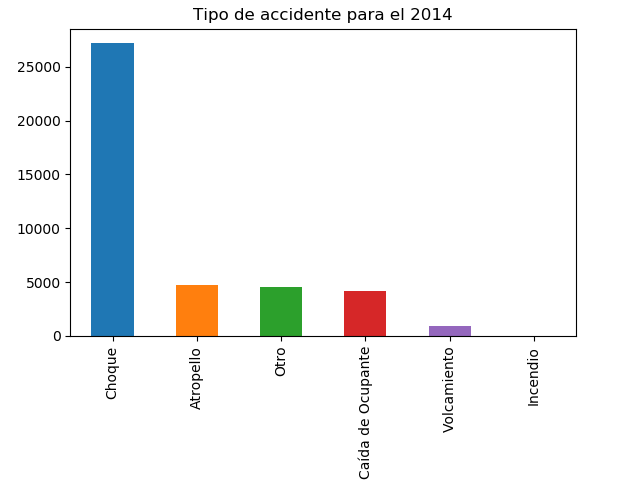 Tipo de accidente para el 2014
25000
20000
15000
10000
5000
0
Choque
Atropello
Otro
Caída de Ocupante
Volcamiento
Incendio